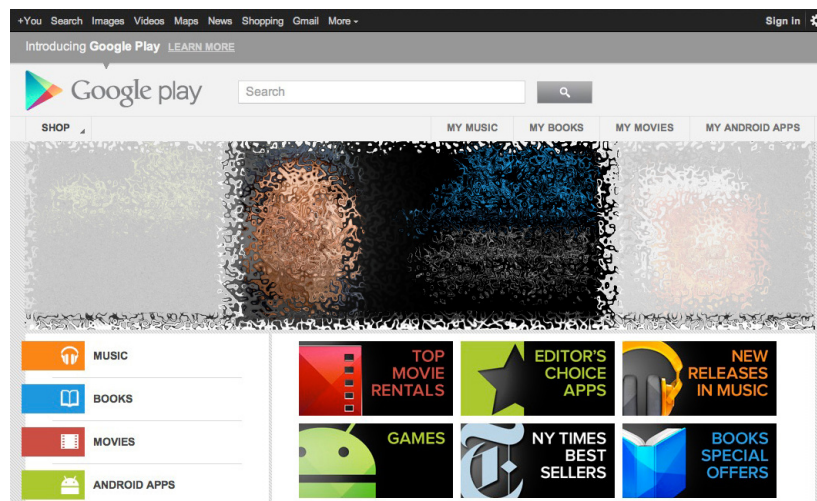 +You Search Images Videos Maps News Shopping Gmail More
Sign in
Introducing Google Play LEARN MORE
Google play
Search
SHOP
MY MUSIC MY BOOKS MY MOVIES MY ANDROID APPS
MUSIC
BOOKS
MOVIES
ANDROID APPS
TOP
MOVIE
RENTALS
EDITOR'S
CHOICE
APPS
NEW
RELEASES
IN MUSIC
GAMES
NY TIMES
BEST
SELLERS
BOOKS
SPECIAL
OFFERS